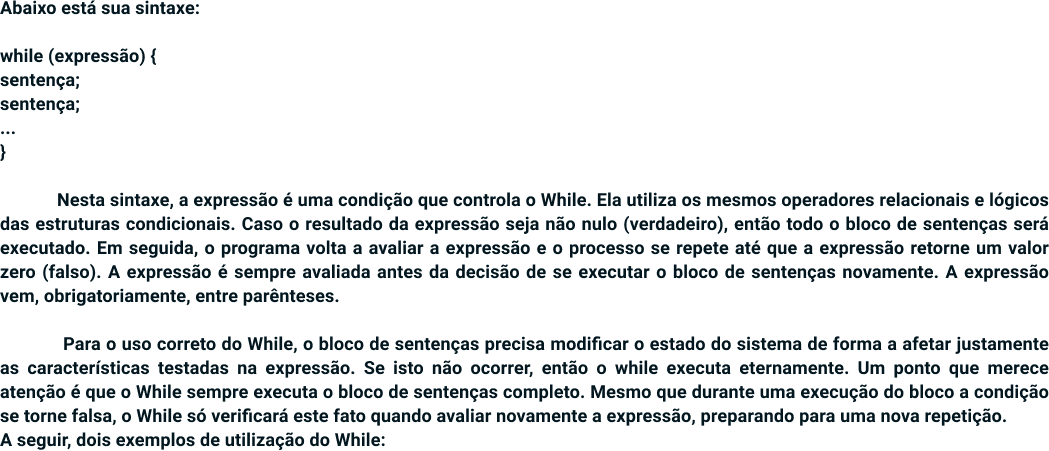 Abaixo está sua sintaxe:
while (expressão) {
sentença;
sentença;
...
}
Nesta sintaxe, a expressão é uma condição que controla o While. Ela utiliza os mesmos operadores relacionais e lógicos
das estruturas condicionais. Caso o resultado da expressão seja não nulo (verdadeiro), então todo o bloco de sentenças será
executado. Em seguida, o programa volta a avaliar a expressão e o processo se repete até que a expressão retorne um valor
zero (falso). A expressão é sempre avaliada antes da decisão de se executar o bloco de sentenças novamente. A expressão
vem, obrigatoriamente, entre parênteses.
Para o uso correto do While, o bloco de sentenças precisa modificar o estado do sistema de forma a afetar justamente
as características testadas na expressão. Se isto não ocorrer, então o while executa eternamente. Um ponto que merece
atenção é que o While sempre executa o bloco de sentenças completo. Mesmo que durante uma execução do bloco a condição
se torne falsa, o While só verificará este fato quando avaliar novamente a expressão, preparando para uma nova repetição.
A seguir, dois exemplos de utilização do While: